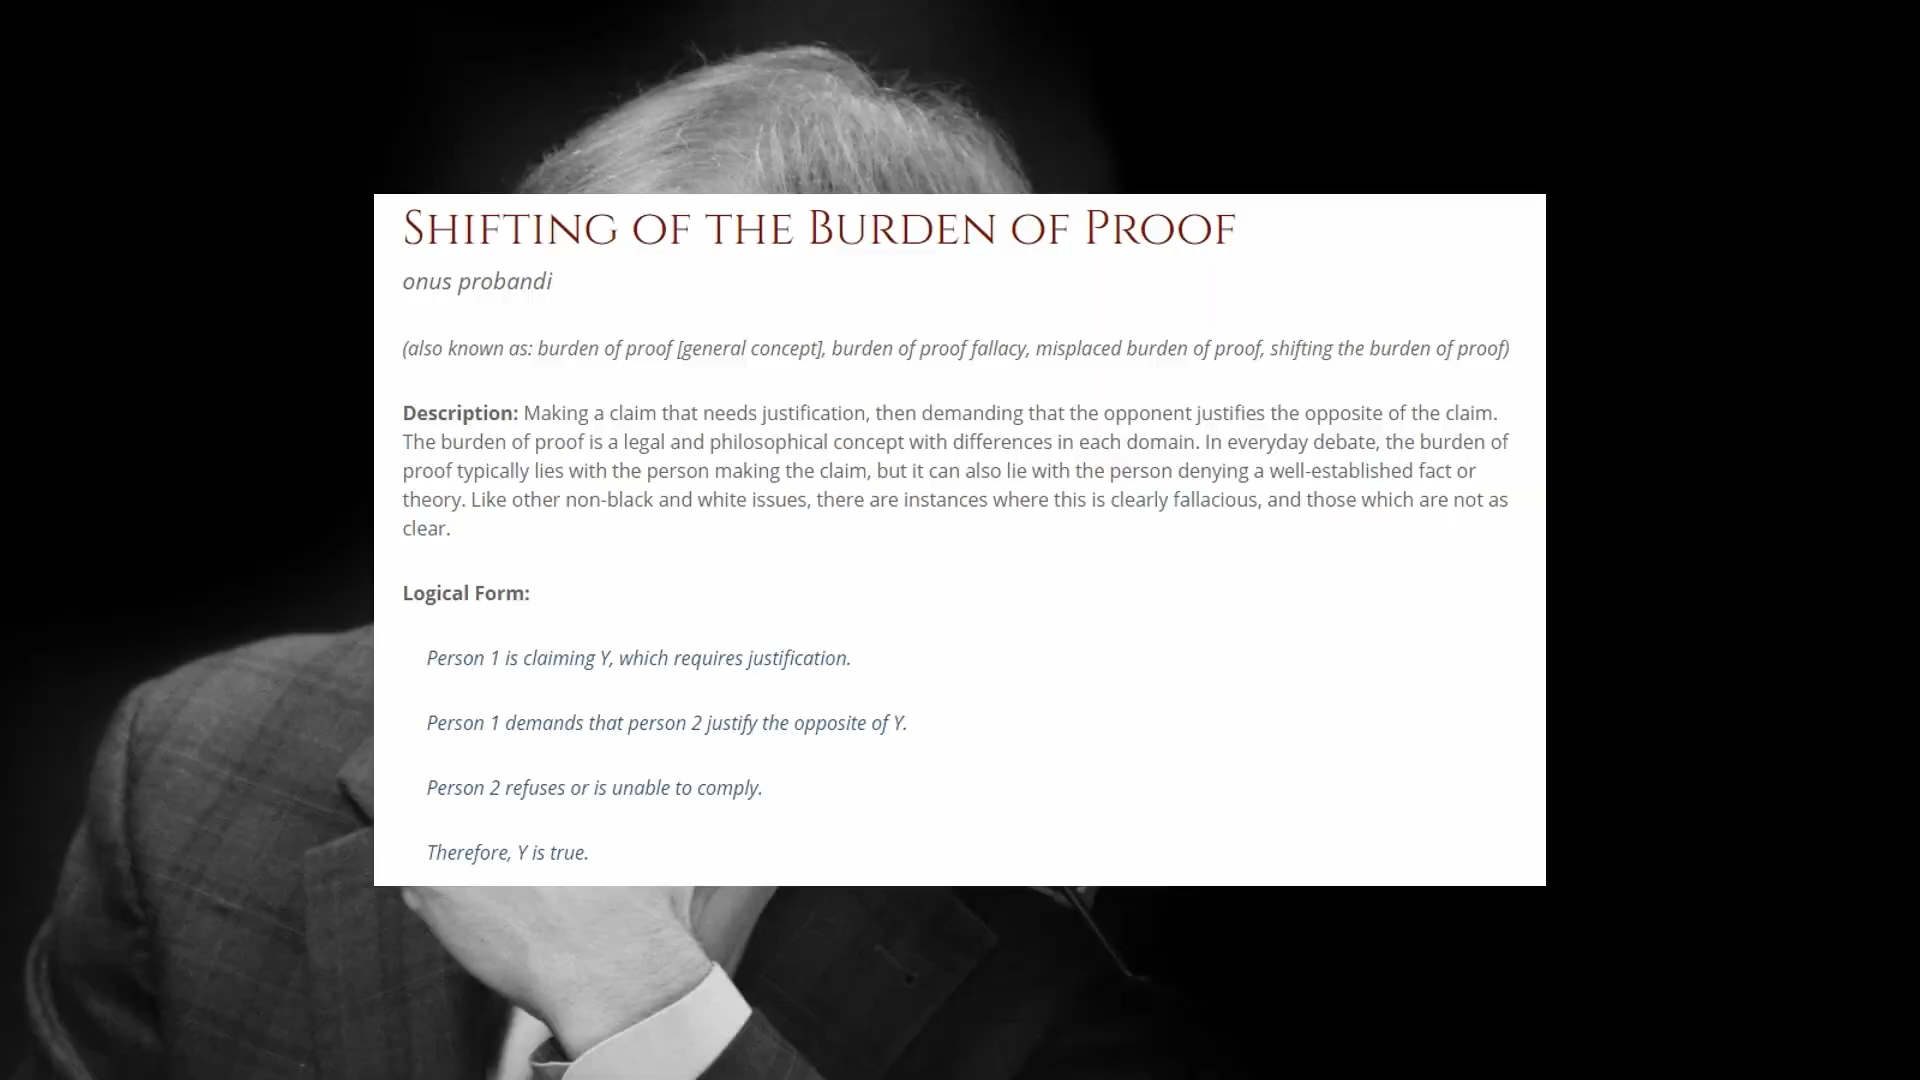 Shifting of the Burden of Proof
onus probandi
(also known as: burden of proof [general concept], burden of proof fallacy, misplaced burden of proof, shifting the burden of proof)
Description: Making a claim that needs justification, then demanding that the opponent justifies the opposite of the claim.
The burden of proof is a legal and philosophical concept with differences in each domain. In everyday debate, the burden of
proof typically lies with the person making the claim, but it can also lie with the person denying a well-established fact or
theory. Like other non-black and white issues, there are instances where this is clearly fallacious, and those which are not as
clear.
Logical Form:
Person 1 is claiming Y, which requires justification.
Person 1 demands that person 2 justify the opposite of Y.
Person 2 refuses or is unable to comply.
Therefore, Y is true.